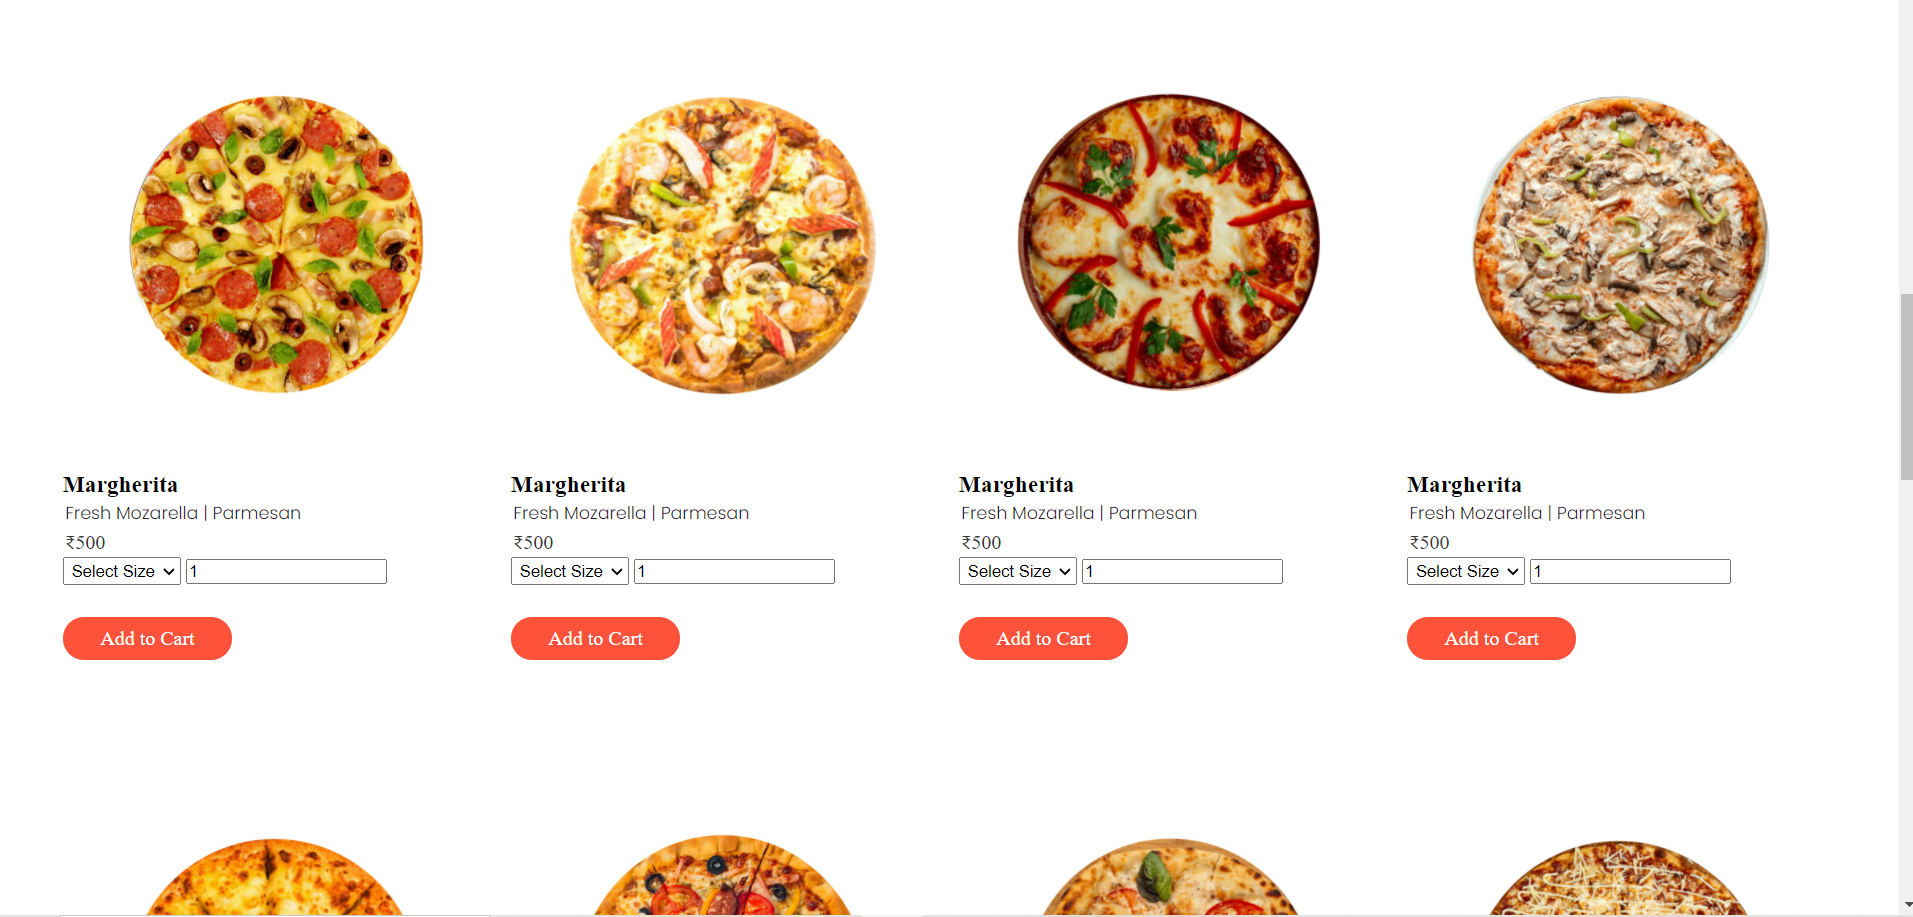 Margherita
Fresh Mozarella | Parmesan
₹500
Select Size 1
Add to Cart
Margherita
Fresh Mozarella | Parmesan
₹500
Select Size 1
Add to Cart
Margherita
Fresh Mozarella | Parmesan
₹500
Select Size 1
Add to Cart
Margherita
Fresh Mozarella | Parmesan
₹500
Select Size 1
Add to Cart